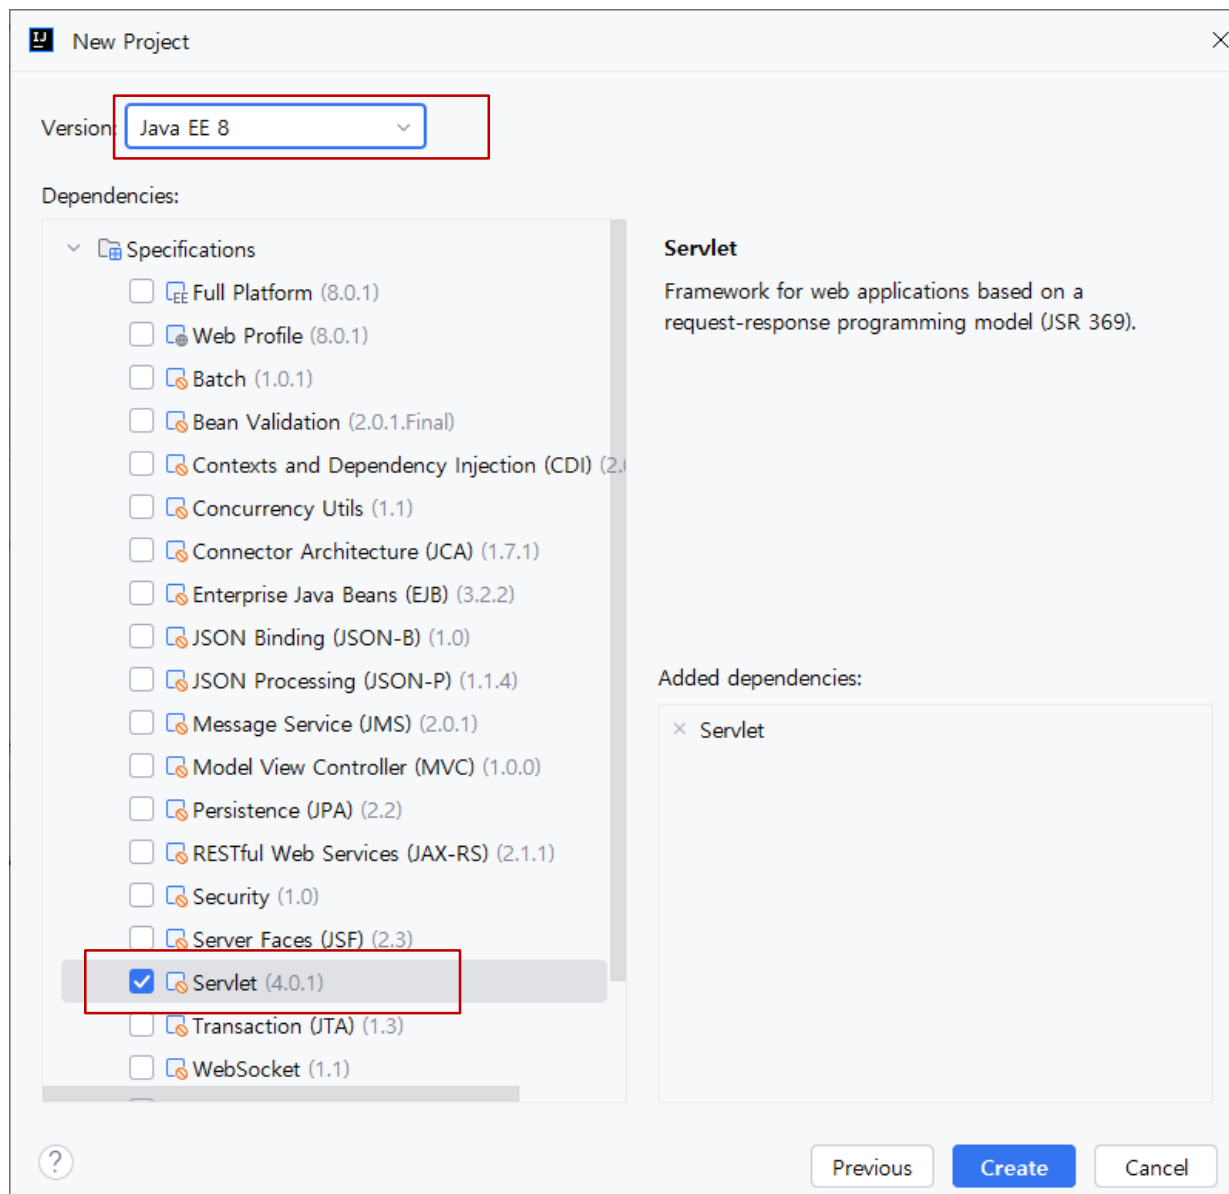 New Project
Version:
Java EE 8
Dependencies:
Specifications
Full Platform (8.0.1)
Web Profile (8.0.1)
Batch (1.0.1)
Bean Validation (2.0.1.Final)
Contexts and Dependency Injection (CDI) (2.
Concurrency Utils (1.1)
Connector Architecture (JCA) (1.7.1)
Enterprise Java Beans (EJB) (3.2.2)
JSON Binding (JSON-B) (1.0)
JSON Processing (JSON-P) (1.1.4)
Message Service (JMS) (2.0.1)
Model View Controller (MVC) (1.0.0)
Persistence (JPA) (2.2)
RESTful Web Services (JAX-RS) (2.1.1)
Security (1.0)
Server Faces (JSF) (2.3)
Servlet (4.0.1)
Transaction (JTA) (1.3)
WebSocket (1.1)
Servlet
Framework for web applications based on a
request-response programming model (JSR 369).
Added dependencies:
Servlet
Previous
Create
Cancel